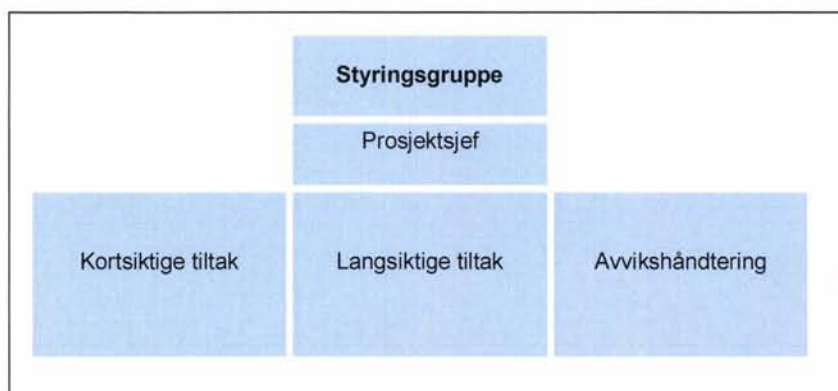 Styringsgruppe
Prosjektsjef
Kortsiktige tiltak
Langsiktige tiltak
Avvikshåndtering